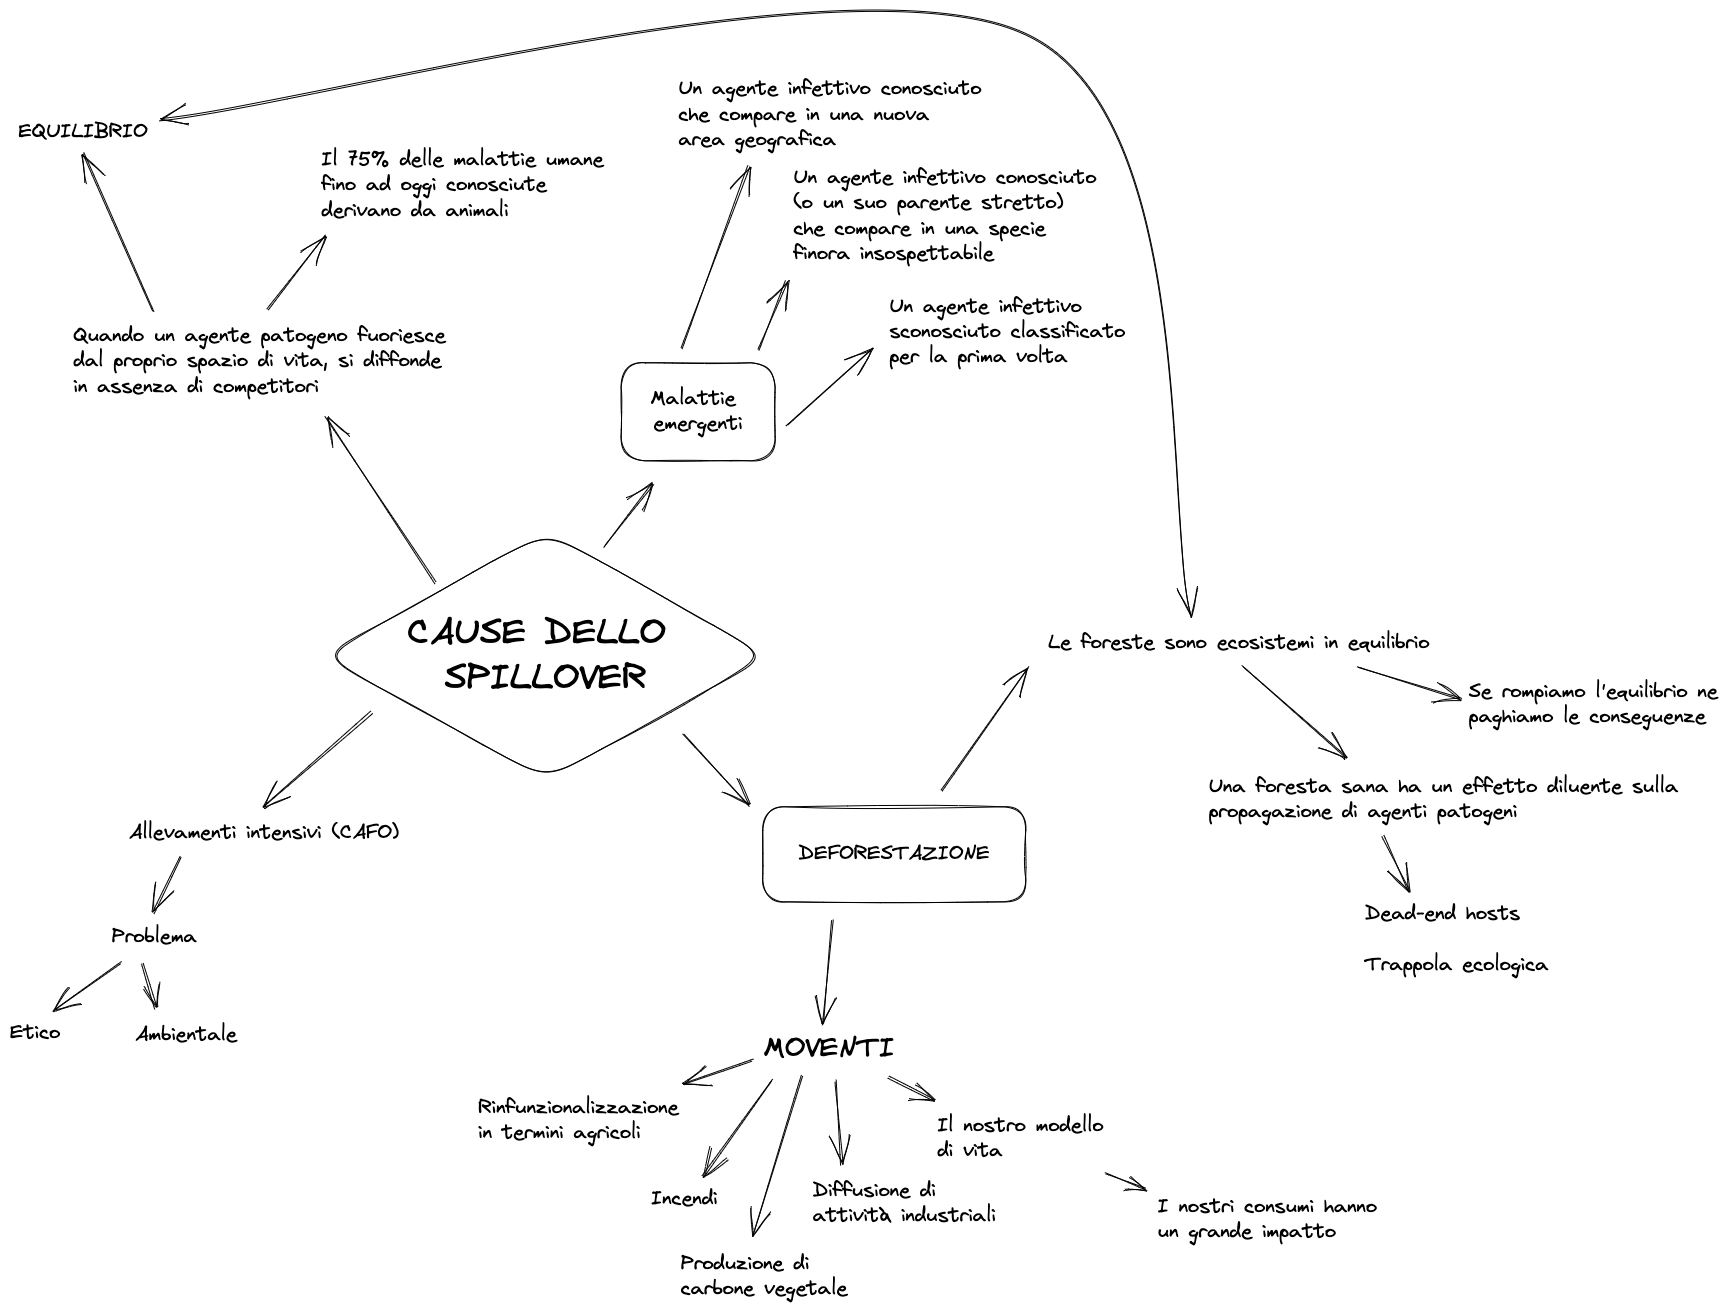 EQUILIBRIO
Il 75% delle malattie umane
fino ad oggi conosciute
derivano da animali
Quando un agente patogeno fuoriesce
dal proprio spazio di vita, si diffonde
in assenza di competitori
Un agente infettivo conosciuto
che compare in una nuova
area geografica
Un agente infettivo conosciuto
(o un suo parente stretto)
che compare in una specie
finora insospettabile
Un agente infettivo
sconosciuto classificato
per la prima volta
Malattie
emergenti
CAUSE DELLO
SPILLOVER
Le foreste sono ecosistemi in equilibrio
Se rompiamo l'equilibrio ne
paghiamo le conseguenze
Una foresta sana ha un effetto diluente sulla
propagazione di agenti patogeni
Dead-end hosts
Trappola ecologica
Allevamenti intensivi (CAFO)
Problema
Etico
Ambientale
DEFORESTAZIONE
MOVENTI
Rinfunzionalizzazione
in termini agricoli
Incendi
Produzione di
carbone vegetale
Diffusione di
attività industriali
Il nostro modello
di vita
I nostri consumi hanno
un grande impatto